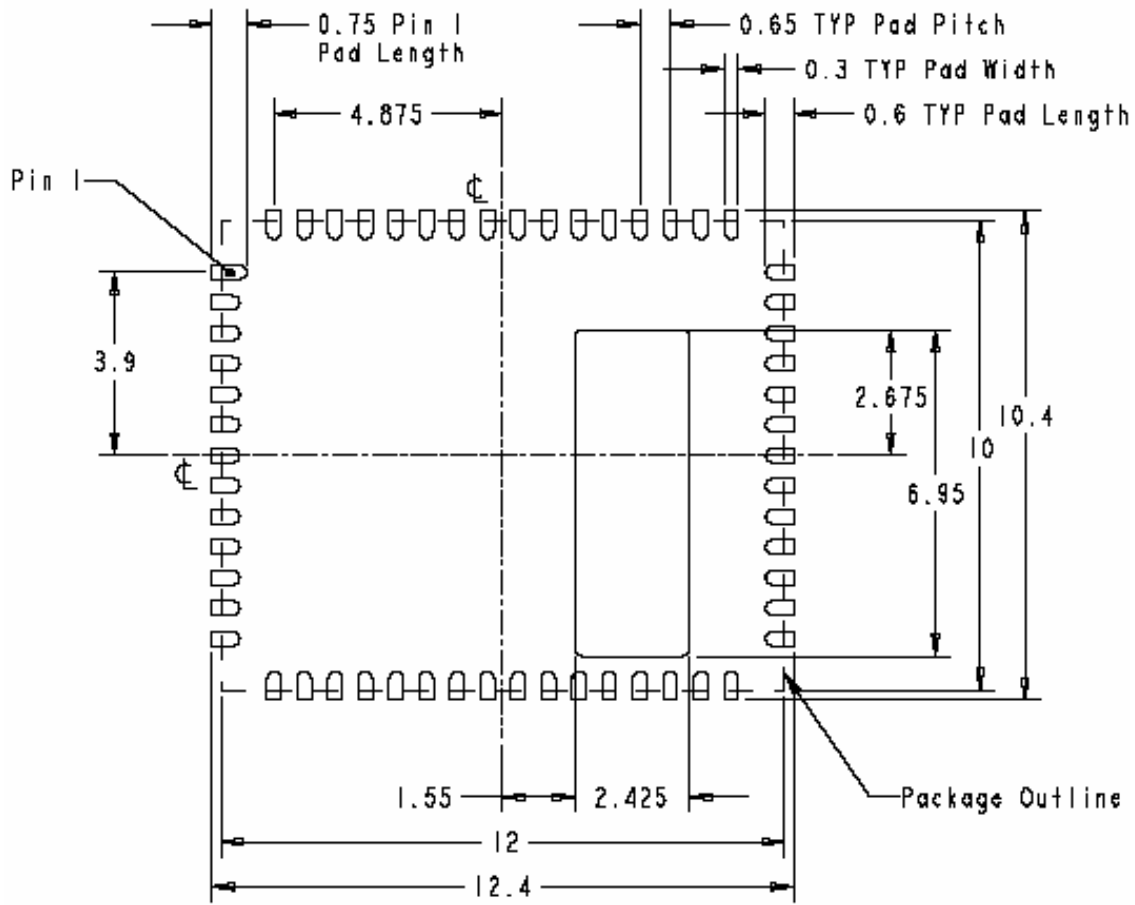 0.75 Pin 1
Pad Length
0.65 TYP Pad Pitch
0.3 TYP Pad Width
4.875
0.6 TYP Pad Length
Pin 1
℄
3.9
2.675
10.4
10
℄
6.95
1.55
2.425
Package Outline
12
12.4